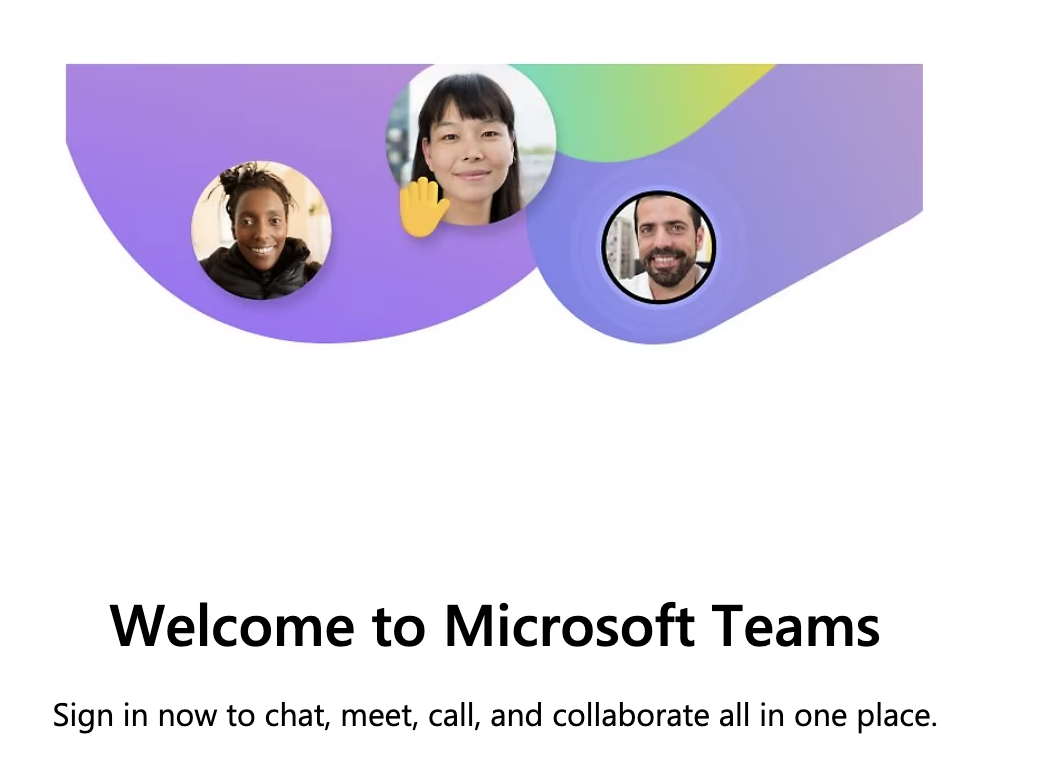 Welcome to Microsoft Teams
Sign in now to chat, meet, call, and collaborate all in one place.